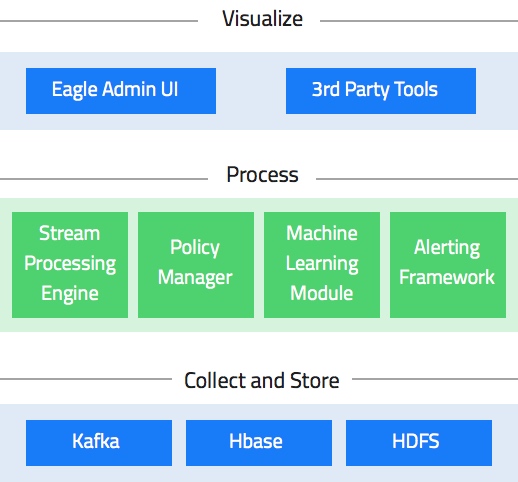 Visualize
Eagle Admin UI
3rd Party Tools
Process
Stream
Processing
Engine
Policy
Manager
Machine
Learning
Module
Alerting
Framework
Collect and Store
Kafka
Hbase
HDFS